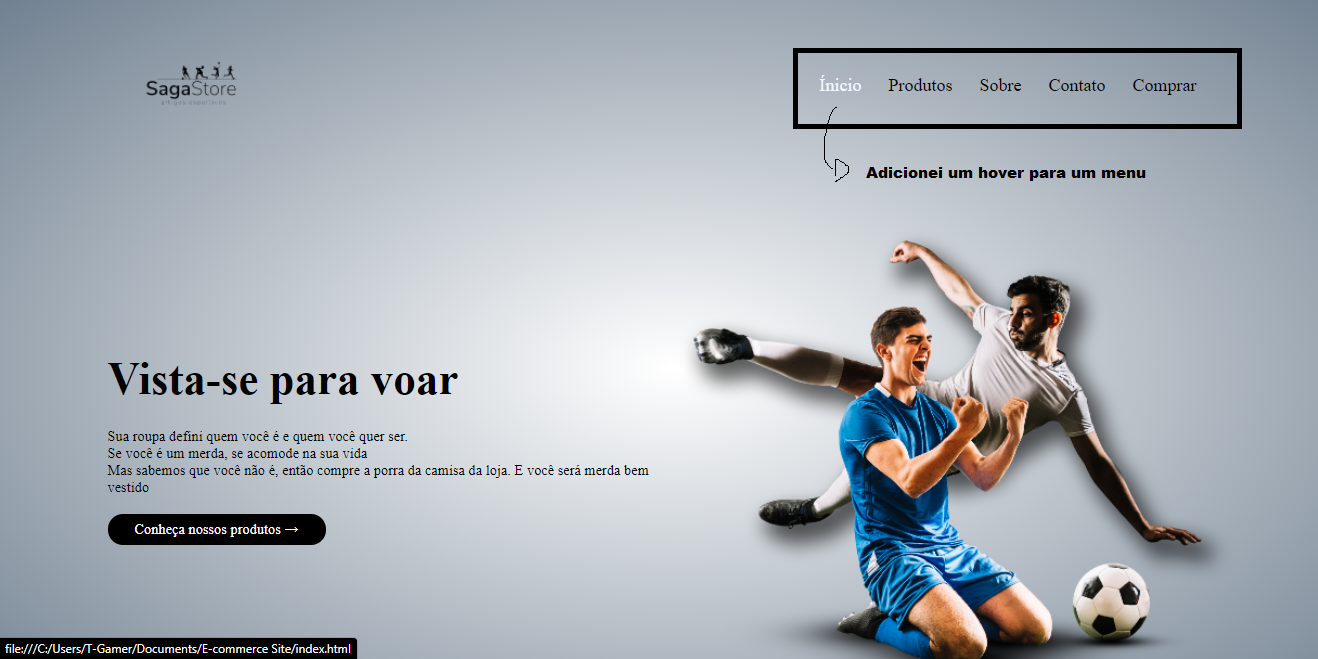 SagaStore
artigos esportivos
Ínicio Produtos Sobre Contato Comprar
Adicionei um hover para um menu
Vista-se para voar
Sua roupa defini quem você é e quem você quer ser.
Se você é um merda, se acomode na sua vida
Mas sabemos que você não é, então compre a porra da camisa da loja. E você será merda bem
vestido
Conheça nossos produtos →
file:///C:/Users/T-Gamer/Documents/E-commerce Site/index.html